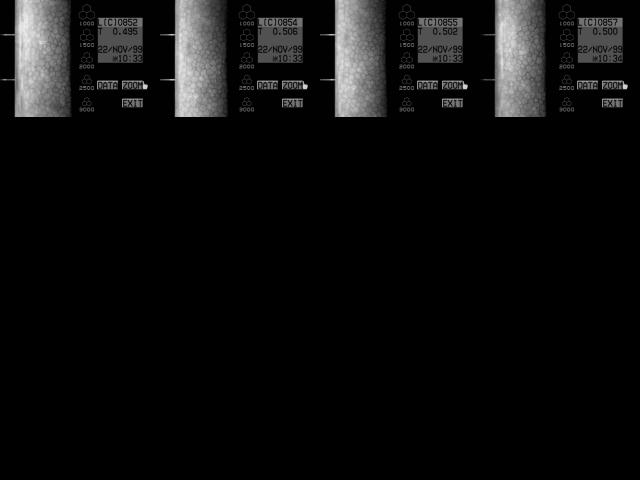 1000
L(C)0852
T 0.495
1500
22/NOV/99
10:33
2000
2500
DATA ZOOM
EXIT
3000
1000
L(C)0854
T 0.506
1500
22/NOV/99
10:33
2000
2500
DATA ZOOM
EXIT
3000
1000
L(C)0855
T 0.502
1500
22/NOV/99
10:33
2000
2500
DATA ZOOM
EXIT
3000
1000
L(C)0857
T 0.500
1500
22/NOV/99
10:34
2000
2500
DATA ZOOM
EXIT
3000